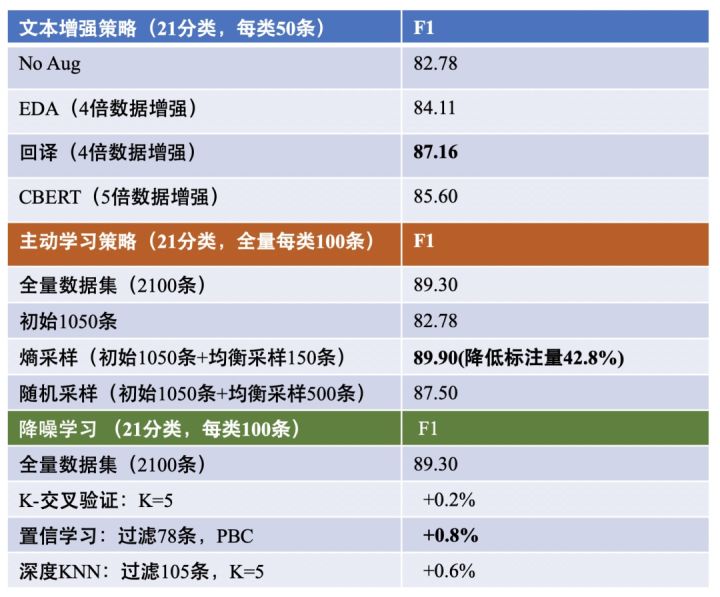 文本增强策略（21分类，每类50条） F1
No Aug 82.78
EDA（4倍数据增强） 84.11
回译（4倍数据增强） 87.16
CBERT（5倍数据增强） 85.60
主动学习策略（21分类，全量每类100条） F1
全量数据集（2100条） 89.30
初始1050条 82.78
熵采样（初始1050条+均衡采样150条） 89.90(降低标注量42.8%)
随机采样（初始1050条+均衡采样500条） 87.50
降噪学习 （21分类，每类100条） F1
全量数据集（2100条） 89.30
K-交叉验证：K=5 +0.2%
置信学习：过滤78条，PBC +0.8%
深度KNN：过滤105条，K=5 +0.6%